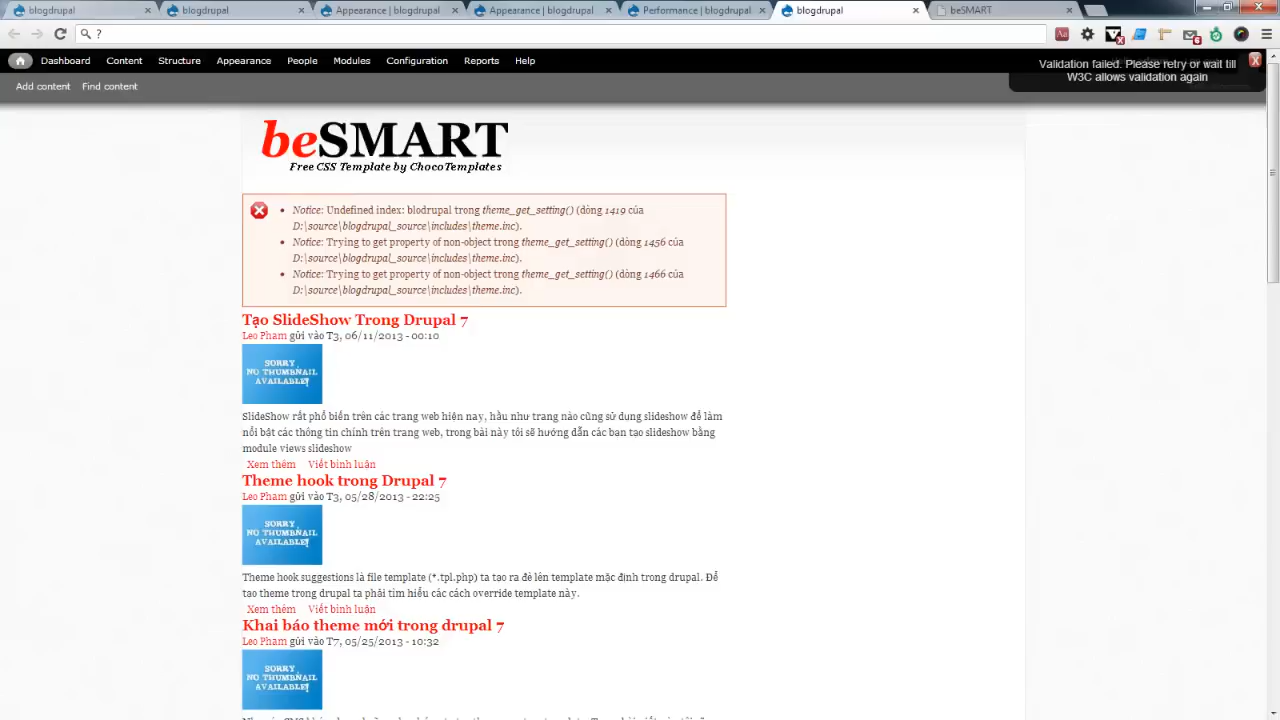 blogdrupal
blogdrupal
Appearance | blogdrupal
Appearance | blogdrupal
Performance | blogdrupal
blogdrupal
beSMART
?
Dashboard Content Structure Appearance People Modules Configuration Reports Help
Add content Find content
Validation failed. Please retry or wait till
W3C allows validation again
beSMART
Free CSS Template by ChocoTemplates
Notice: Undefined index: blodrupal trong theme_get_setting() (dòng 1419 của
D:\source\blogdrupal_source\includes\theme.inc).
Notice: Trying to get property of non-object trong theme_get_setting() (dòng 1456 của
D:\source\blogdrupal_source\includes\theme.inc).
Notice: Trying to get property of non-object trong theme_get_setting() (dòng 1466 của
D:\source\blogdrupal_source\includes\theme.inc).
Tạo SlideShow Trong Drupal 7
Leo Pham gửi vào T3, 06/11/2013 - 00:10
SORRY
NO THUMBNAIL
AVAILABLE!
SlideShow rất phổ biến trên các trang web hiện nay, hầu như trang nào cũng sử dụng slideshow để làm
nổi bật các thông tin chính trên trang web, trong bài này tôi sẽ hướng dẫn các bạn tạo slideshow bằng
module views slideshow
Xem thêm Viết bình luận
Theme hook trong Drupal 7
Leo Pham gửi vào T3, 05/28/2013 - 22:25
SORRY
NO THUMBNAIL
AVAILABLE!
Theme hook suggestions là file template (*.tpl.php) ta tạo ra đè lên template mặc định trong drupal. Để
tạo theme trong drupal ta phải tìm hiểu các cách override template này.
Xem thêm Viết bình luận
Khai báo theme mới trong drupal 7
Leo Pham gửi vào T7, 05/25/2013 - 10:32
SORRY
NO THUMBNAIL
AVAILABLE!